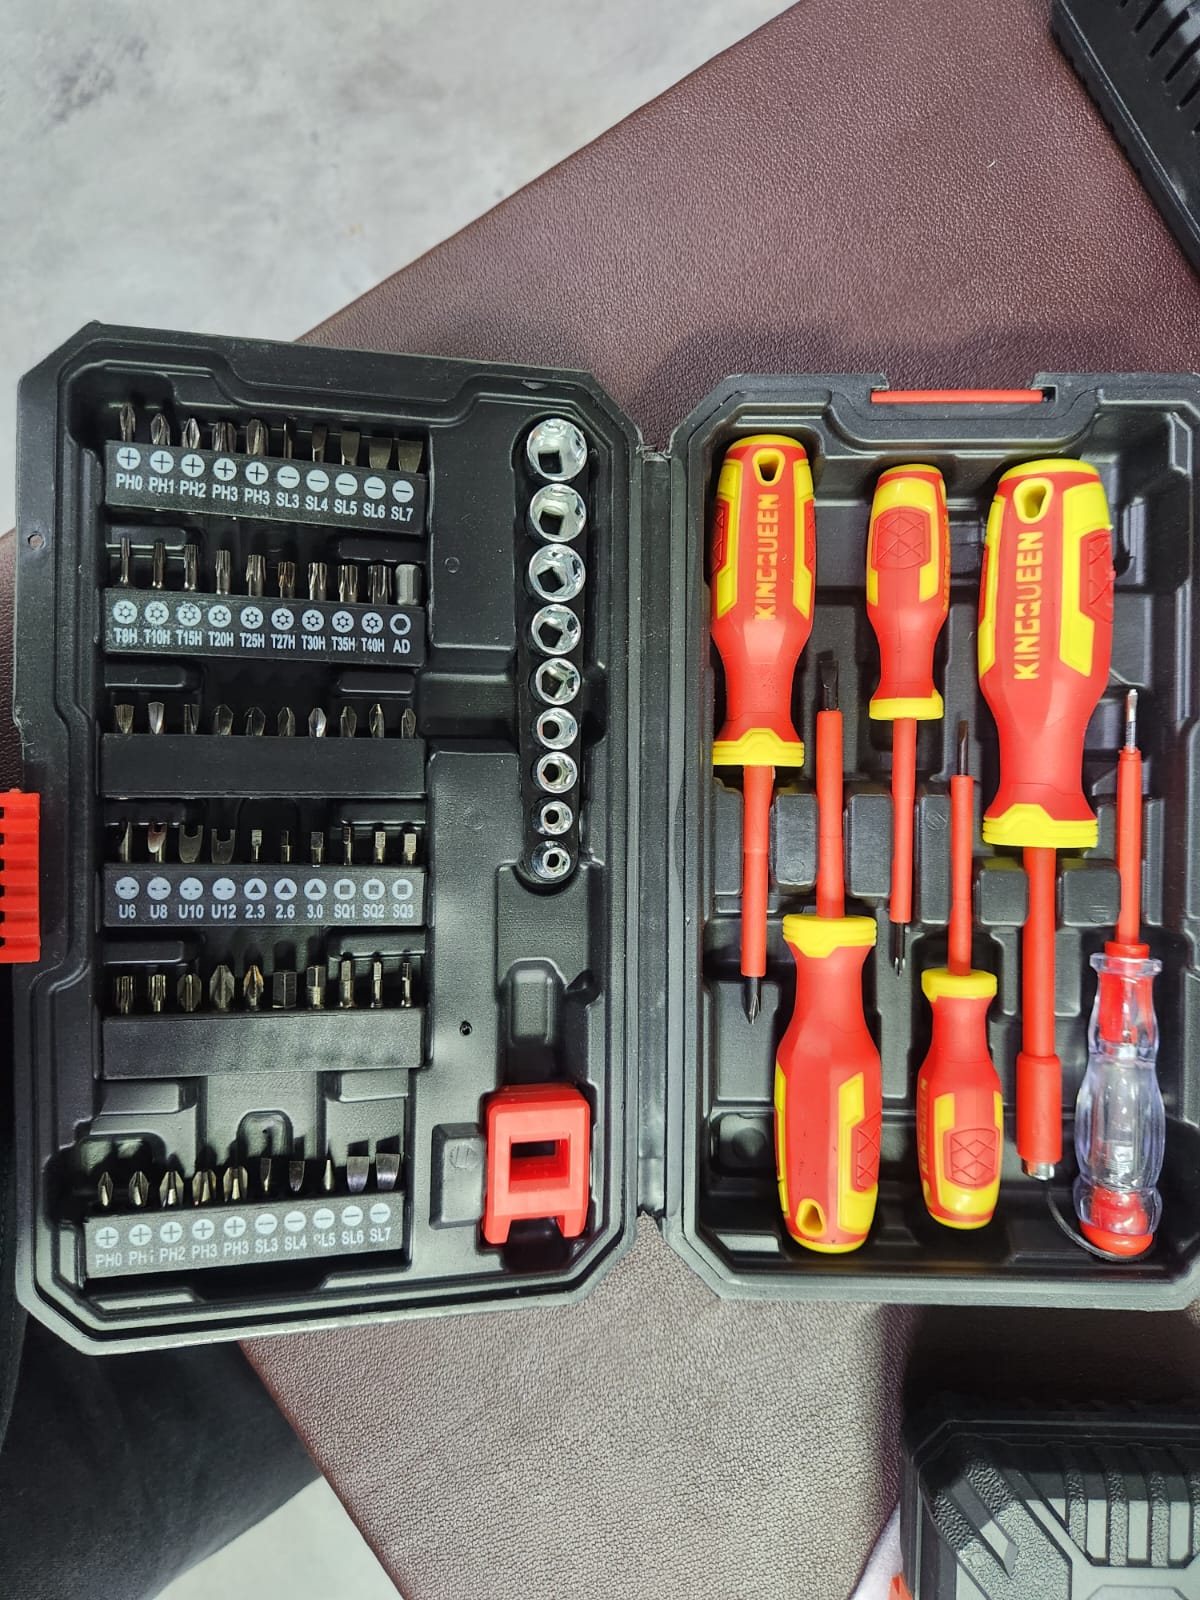 PH0 PH1 PH2 PH3 PH3 SL3 SL4 SL5 SL6 SL7
T8H T10H T15H T20H T25H T27H T30H T35H T40H AD
U6 U8 U10 U12 2.3 2.6 3.0 SQ1 SQ2 SQ3
PH0 PH1 PH2 PH3 PH3 SL3 SL4 SL5 SL6 SL7
KINGQUEEN
KINGQUEEN